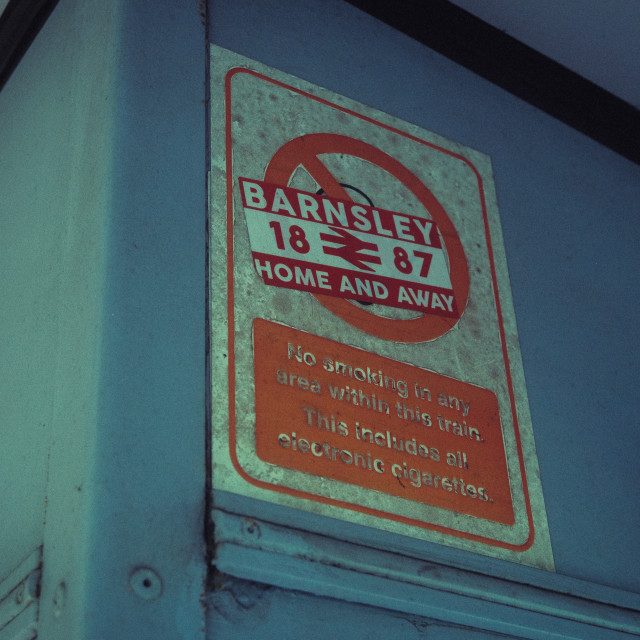 BARNSLEY
18 87
HOME AND AWAY
No smoking in any
area within this train.
This includes all
electronic cigarettes.